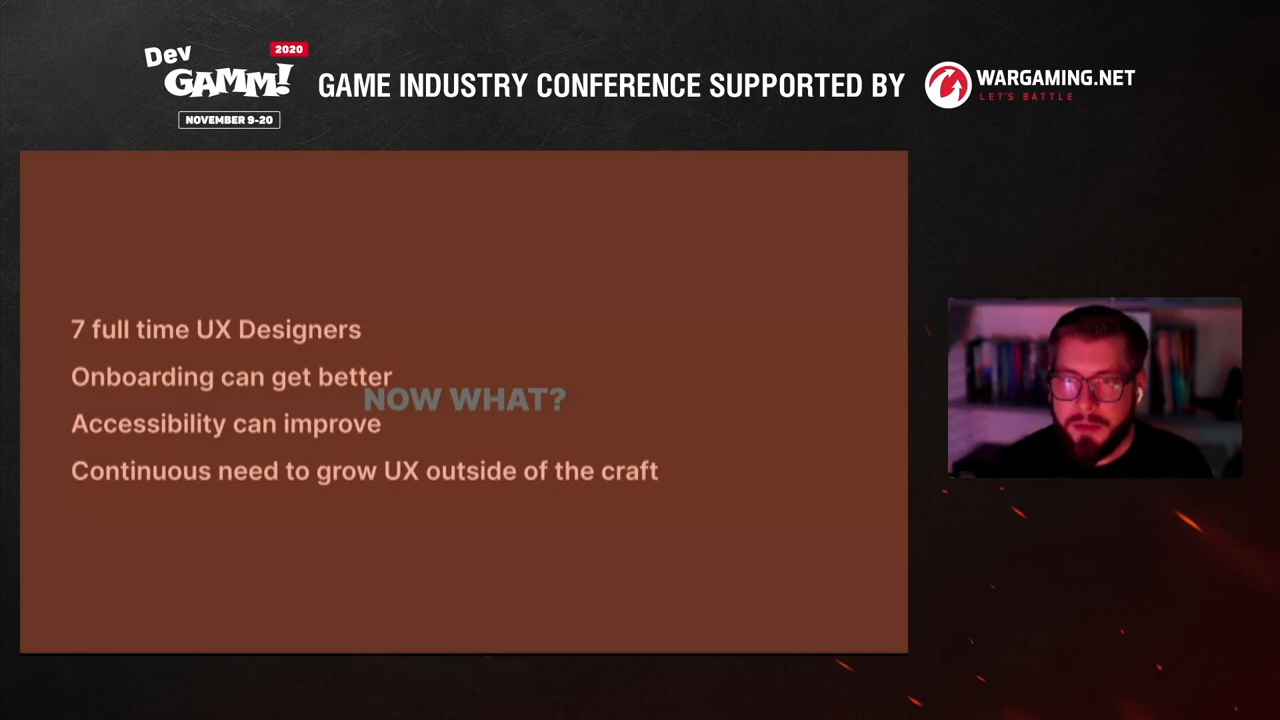 Dev
GAMM!
2020
NOVEMBER 9-20
GAME INDUSTRY CONFERENCE SUPPORTED BY
WARGAMING.NET
LET'S BATTLE
7 full time UX Designers
Onboarding can get better
NOW WHAT?
Accessibility can improve
Continuous need to grow UX outside of the craft